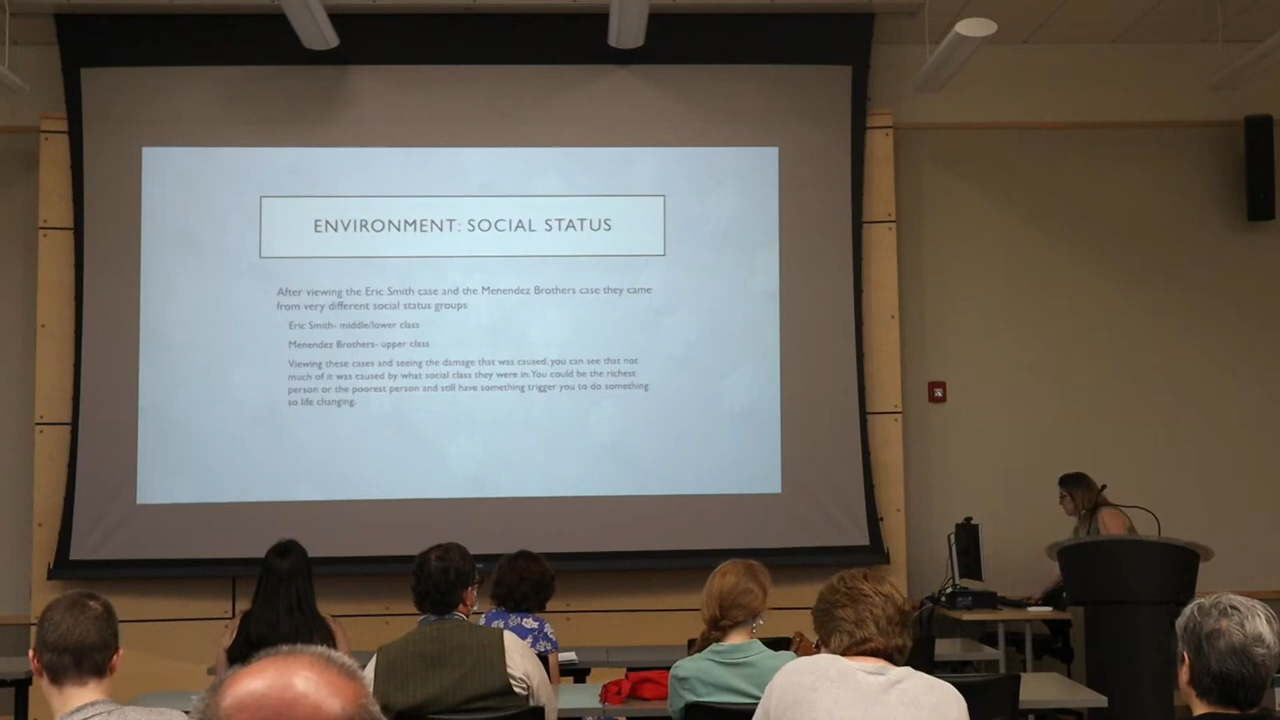 ENVIRONMENT: SOCIAL STATUS
After viewing the Eric Smith case and the Menendez Brothers case they came
from very different social status groups
Eric Smith- middle/lower class
Menendez Brothers- upper class
Viewing these cases and seeing the damage that was caused, you can see that not
much of it was caused by what social class they were in. You could be the richest
person or the poorest person and still have something trigger you to do something
so life changing.